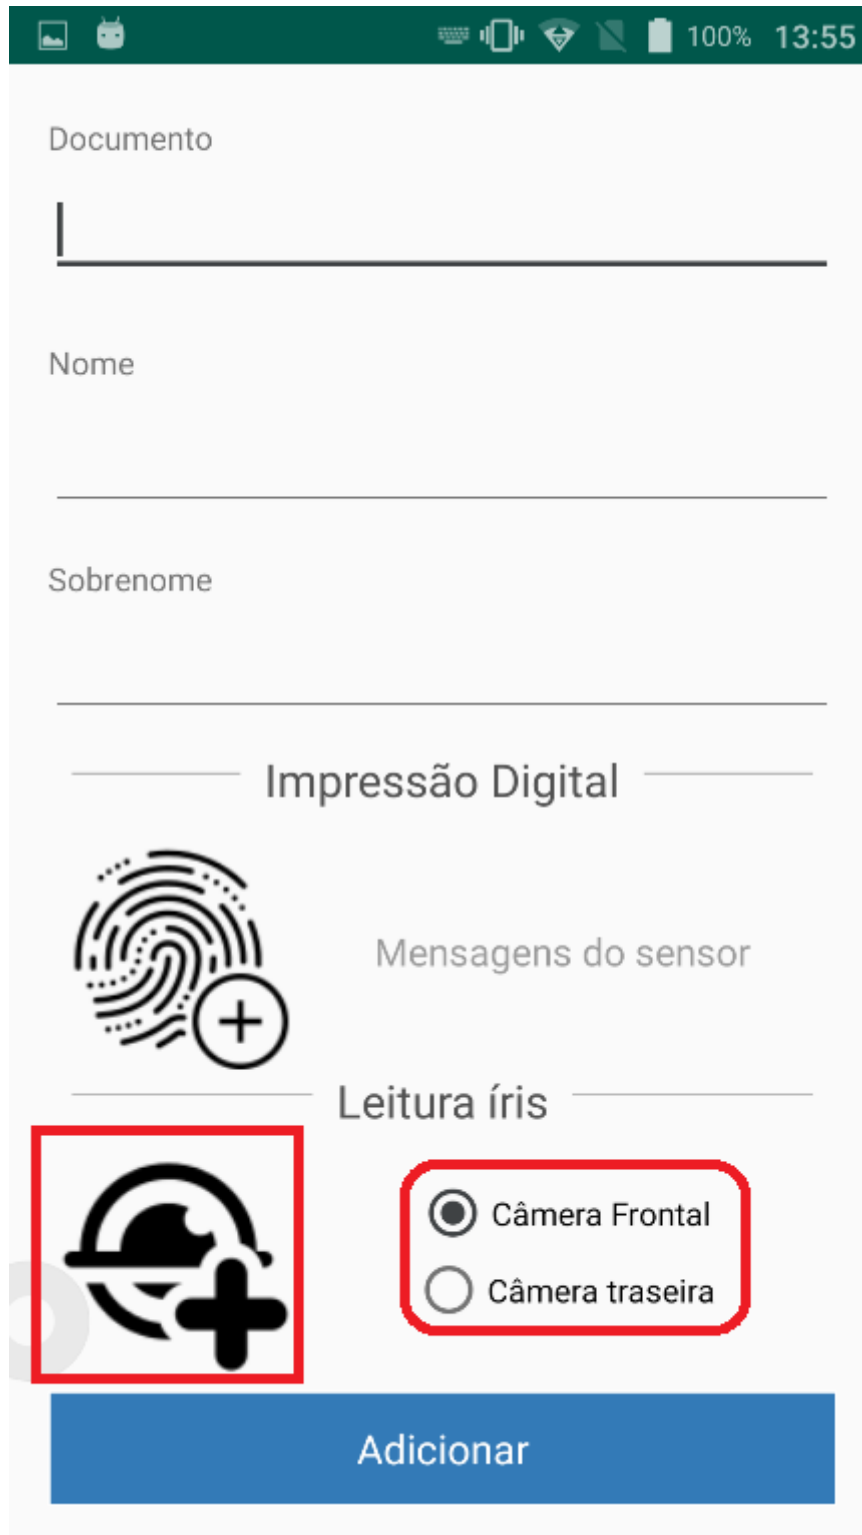 100% 13:55
Documento
Nome
Sobrenome
Impressão Digital
Mensagens do sensor
Leitura íris
Câmera Frontal
Câmera traseira
Adicionar